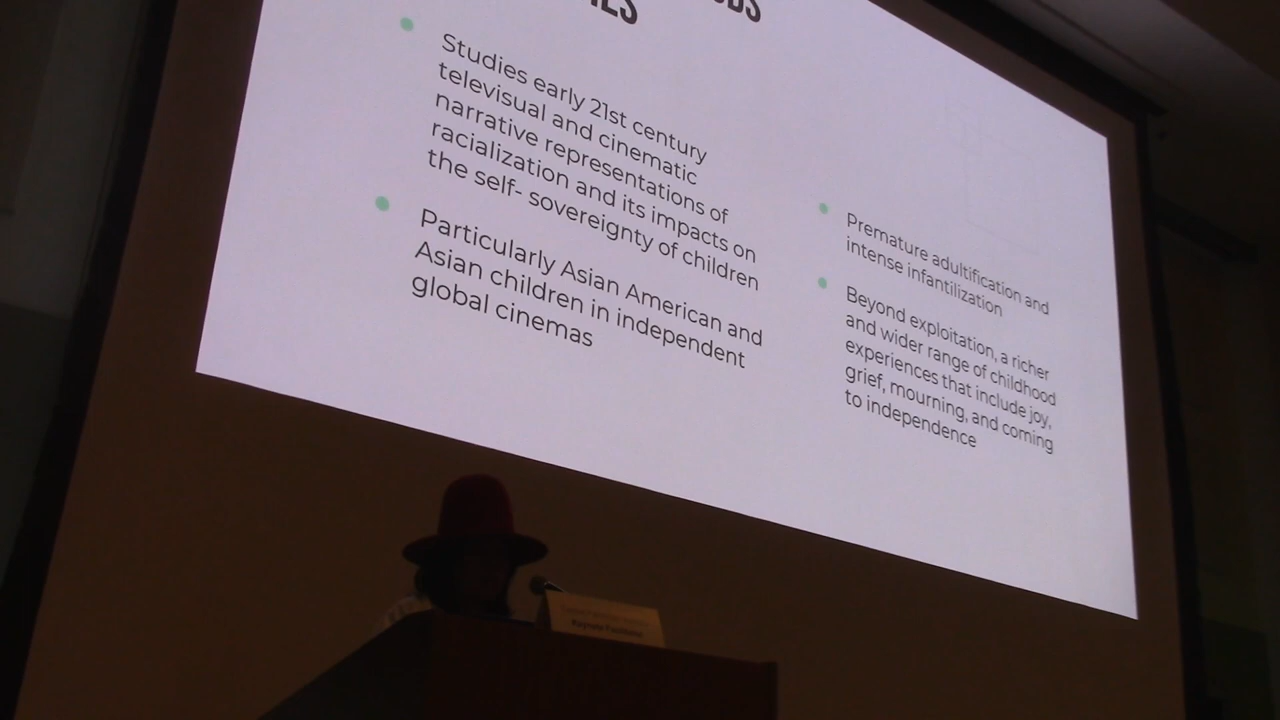 Studies early 21st century
televisual and cinematic
narrative representations of
racialization and its impacts on
the self- sovereignty of children
Particularly Asian American and
Asian children in independent
global cinemas
Premature adultification and
intense infantilization
Beyond exploitation, a richer
and wider range of childhood
experiences that include joy,
grief, mourning, and coming
to independence